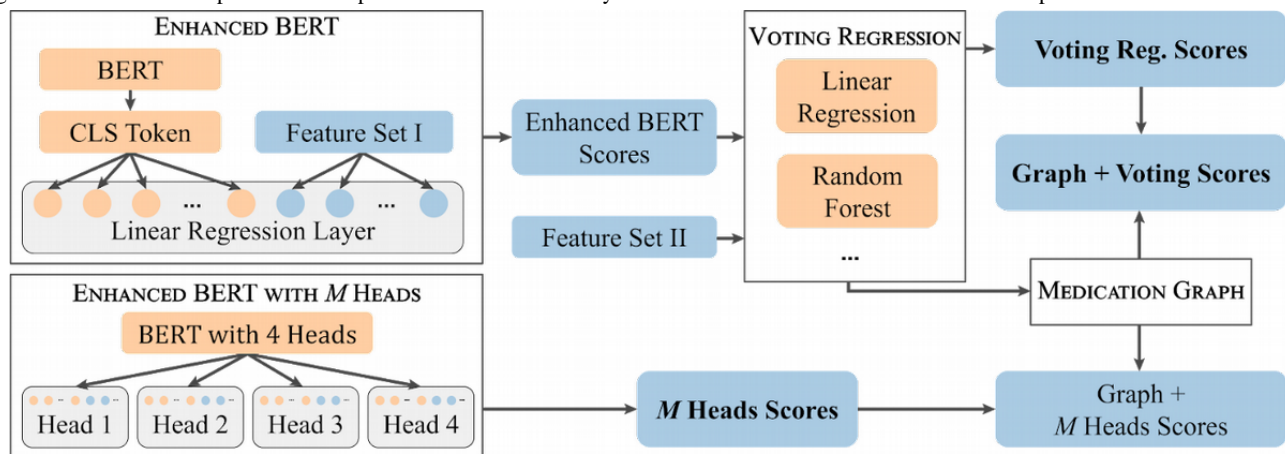 ENHANCED BERT
BERT
CLS Token
Feature Set I
...
...
Linear Regression Layer
Enhanced BERT
Scores
Feature Set II
VOTING REGRESSION
Linear
Regression
Random
Forest
...
Voting Reg. Scores
Graph + Voting Scores
MEDICATION GRAPH
ENHANCED BERT WITH M HEADS
BERT with 4 Heads
Head 1
Head 2
Head 3
Head 4
M Heads Scores
Graph +
M Heads Scores